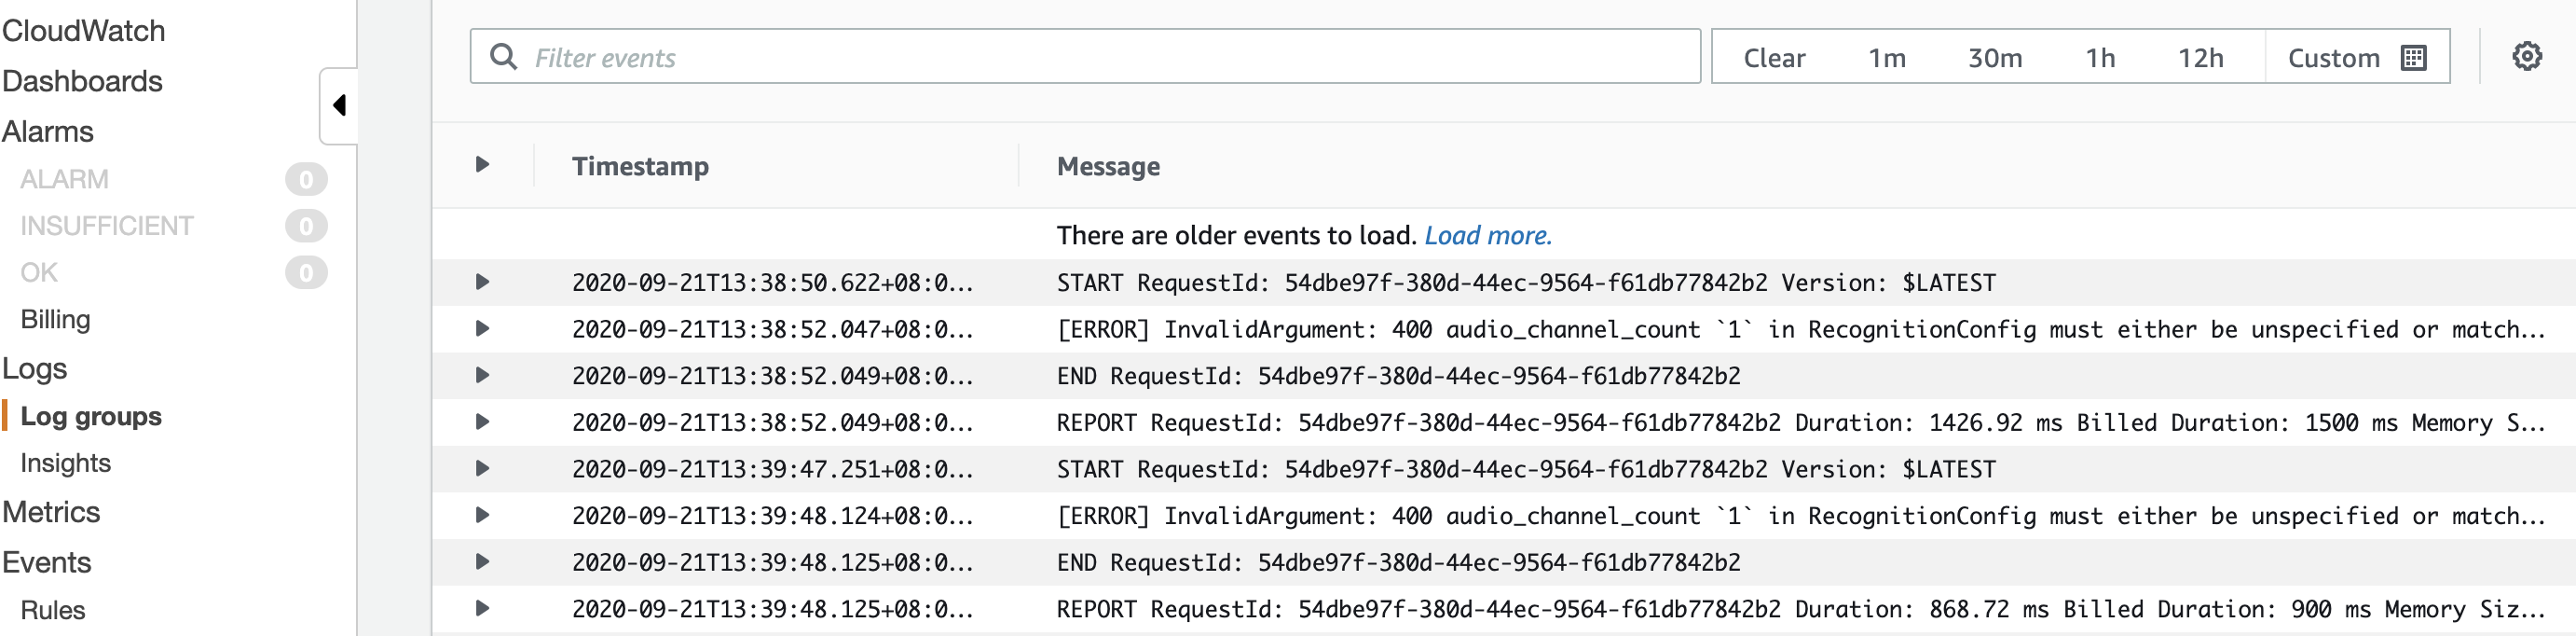 CloudWatch
Dashboards
Alarms
ALARM 0
INSUFFICIENT 0
OK 0
Billing
Logs
Log groups
Insights
Metrics
Events
Rules
Filter events
Clear 1m 30m 1h 12h Custom
Timestamp Message
There are older events to load. Load more.
2020-09-21T13:38:50.622+08:0... START RequestId: 54dbe97f-380d-44ec-9564-f61db77842b2 Version: $LATEST
2020-09-21T13:38:52.047+08:0... [ERROR] InvalidArgument: 400 audio_channel_count `1` in RecognitionConfig must either be unspecified or match...
2020-09-21T13:38:52.049+08:0... END RequestId: 54dbe97f-380d-44ec-9564-f61db77842b2
2020-09-21T13:38:52.049+08:0... REPORT RequestId: 54dbe97f-380d-44ec-9564-f61db77842b2 Duration: 1426.92 ms Billed Duration: 1500 ms Memory S...
2020-09-21T13:39:47.251+08:0... START RequestId: 54dbe97f-380d-44ec-9564-f61db77842b2 Version: $LATEST
2020-09-21T13:39:48.124+08:0... [ERROR] InvalidArgument: 400 audio_channel_count `1` in RecognitionConfig must either be unspecified or match...
2020-09-21T13:39:48.125+08:0... END RequestId: 54dbe97f-380d-44ec-9564-f61db77842b2
2020-09-21T13:39:48.125+08:0... REPORT RequestId: 54dbe97f-380d-44ec-9564-f61db77842b2 Duration: 868.72 ms Billed Duration: 900 ms Memory Siz...